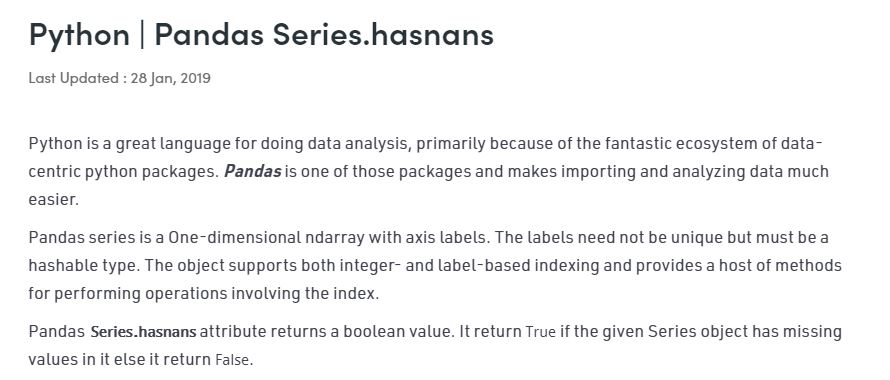 Python | Pandas Series.hasnans
Last Updated : 28 Jan, 2019
Python is a great language for doing data analysis, primarily because of the fantastic ecosystem of data-
centric python packages. Pandas is one of those packages and makes importing and analyzing data much
easier.
Pandas series is a One-dimensional ndarray with axis labels. The labels need not be unique but must be a
hashable type. The object supports both integer- and label-based indexing and provides a host of methods
for performing operations involving the index.
Pandas Series.hasnans attribute returns a boolean value. It return True if the given Series object has missing
values in it else it return False.